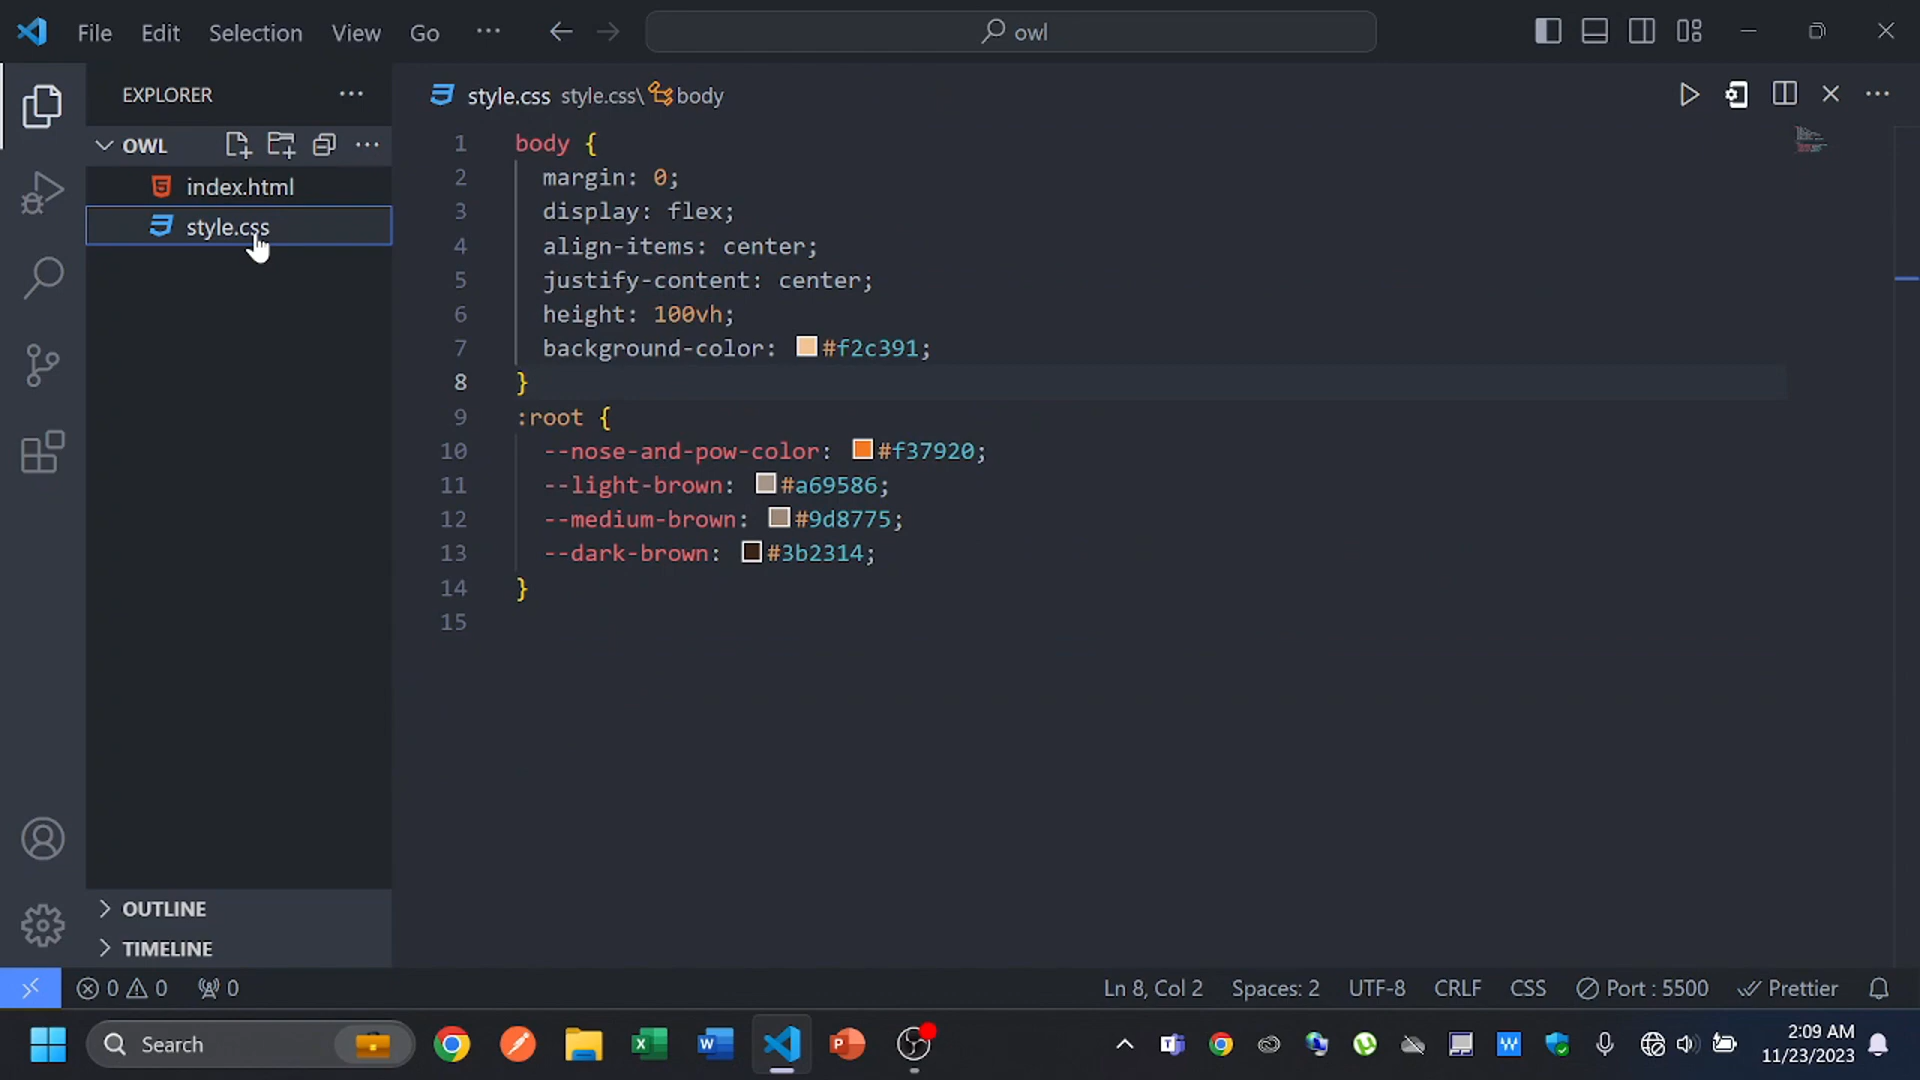 File Edit Selection View Go ··· owl
EXPLORER ···
OWL ···
index.html
style.css
style.css style.css\ body ···
1 body {
2 margin: 0;
3 display: flex;
4 align-items: center;
5 justify-content: center;
6 height: 100vh;
7 background-color: #f2c391;
8 }
9 :root {
10 --nose-and-pow-color: #f37920;
11 --light-brown: #a69586;
12 --medium-brown: #9d8775;
13 --dark-brown: #3b2314;
14 }
15
OUTLINE
TIMELINE
0 0 0 Ln 8, Col 2 Spaces: 2 UTF-8 CRLF CSS Port : 5500 Prettier
Search 2:09 AM
11/23/2023